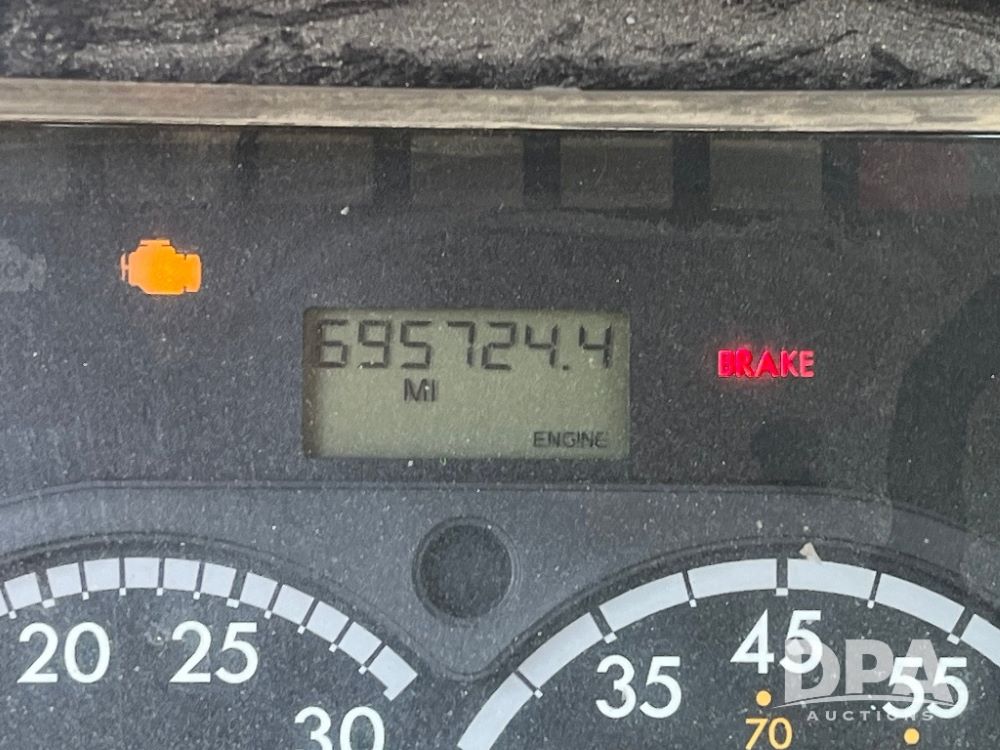 695724.4
MI
ENGINE
BRAKE
20 25 30
35 45 55
70
DPA
AUCTIONS